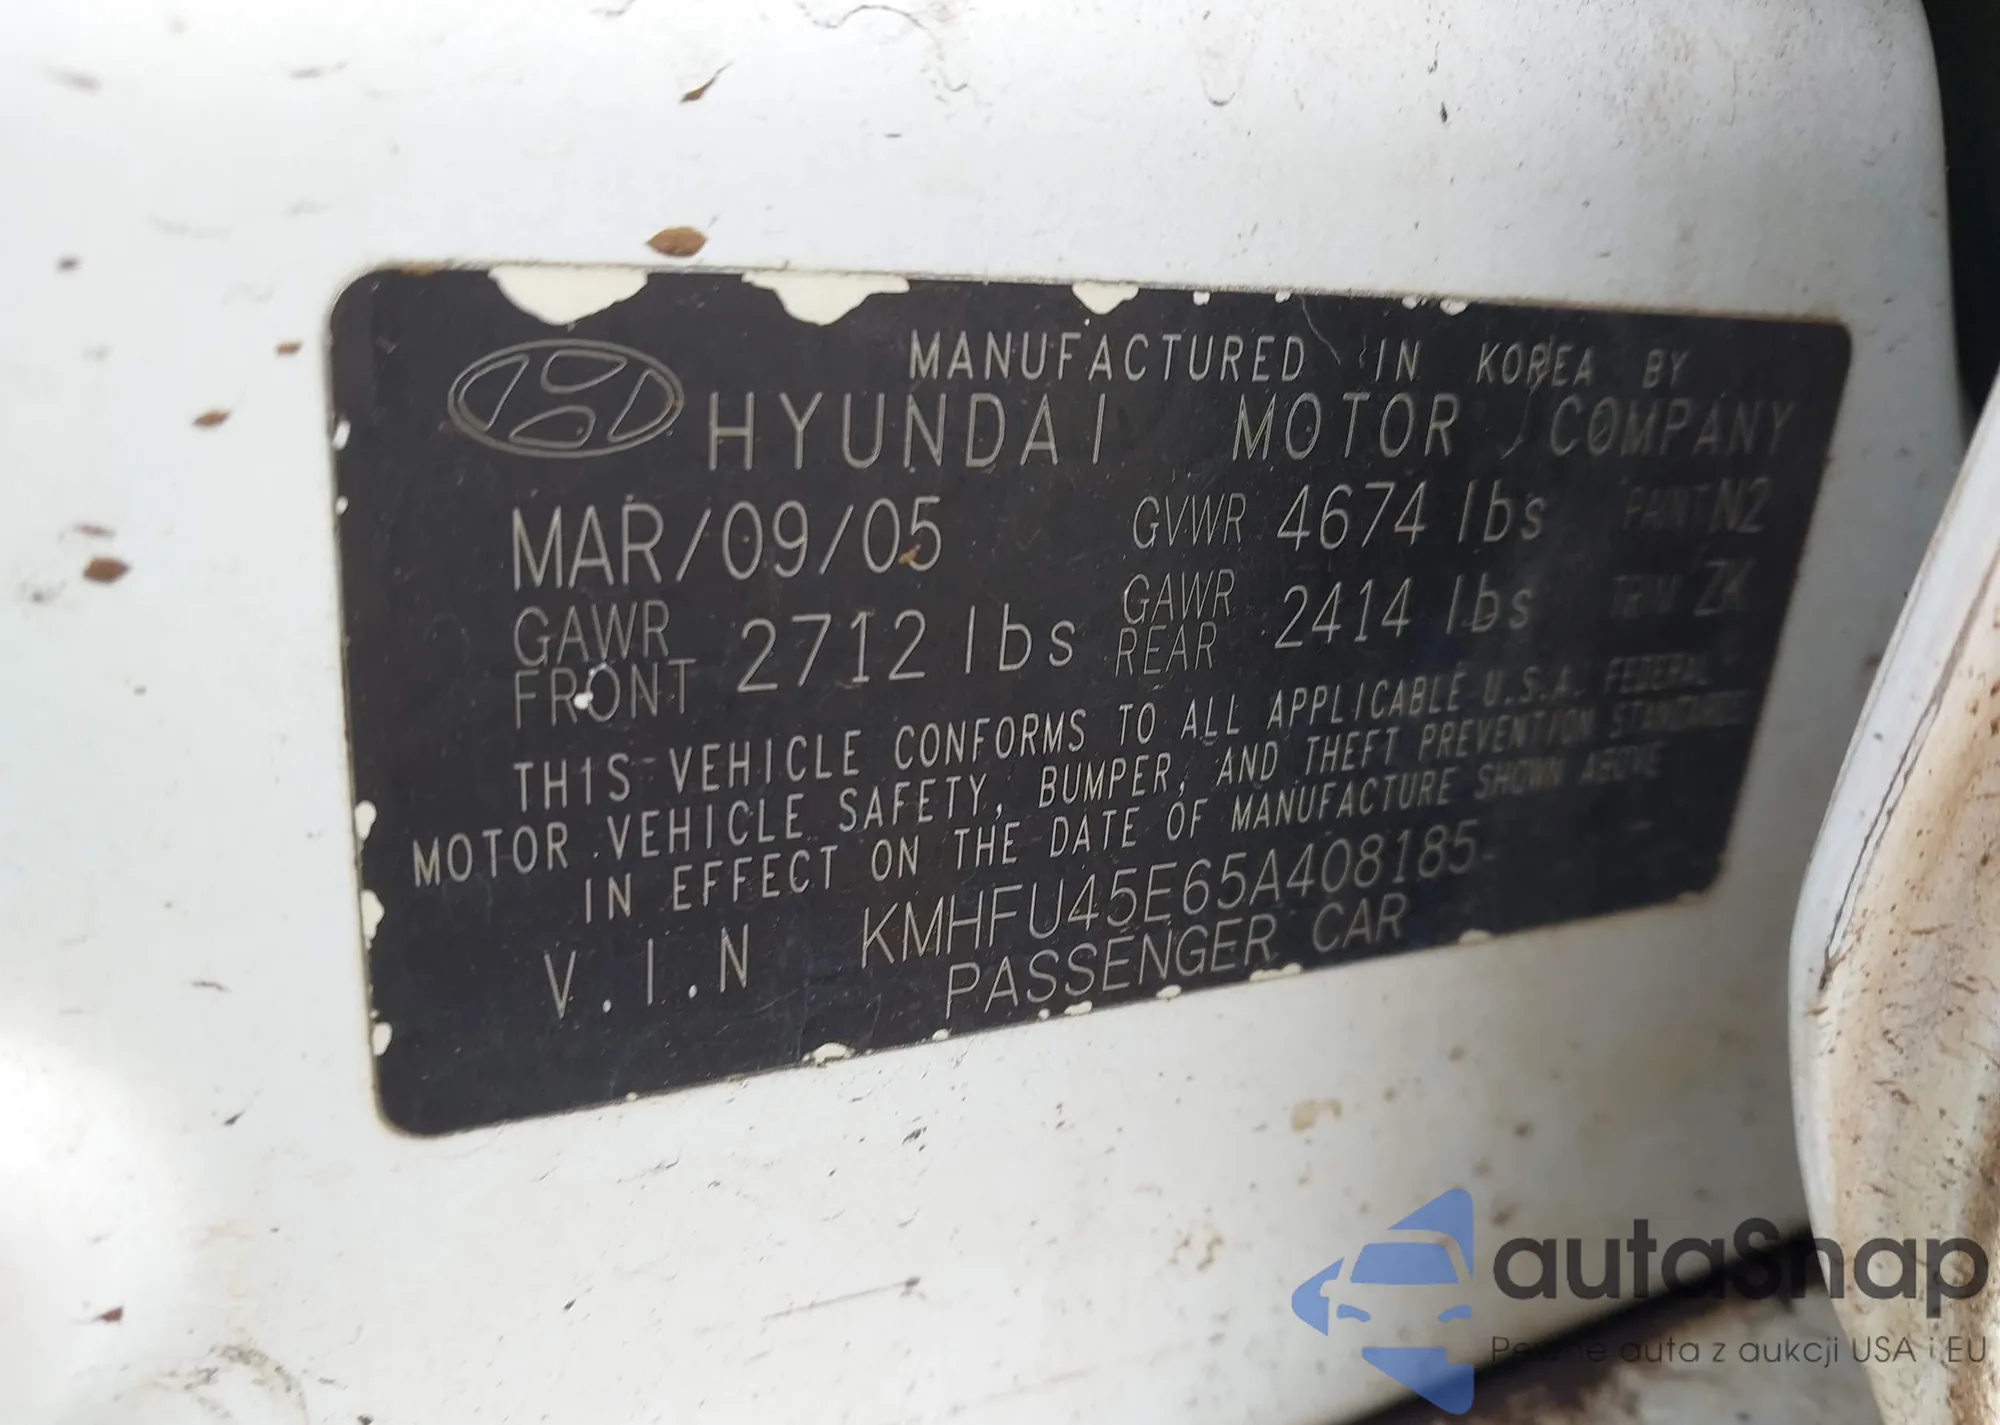 MANUFACTURED IN KOREA BY
HYUNDAI MOTOR COMPANY
MAR/09/05 GVWR 4674 lbs PAINT N2
GAWR FRONT 2712 lbs GAWR REAR 2414 lbs TRIM ZK
THIS VEHICLE CONFORMS TO ALL APPLICABLE U.S.A. FEDERAL
MOTOR VEHICLE SAFETY, BUMPER, AND THEFT PREVENTION STANDARDS
IN EFFECT ON THE DATE OF MANUFACTURE SHOWN ABOVE
V.I.N KMHFU45E65A408185
PASSENGER CAR
autaSnap
Pewne auta z aukcji USA i EU